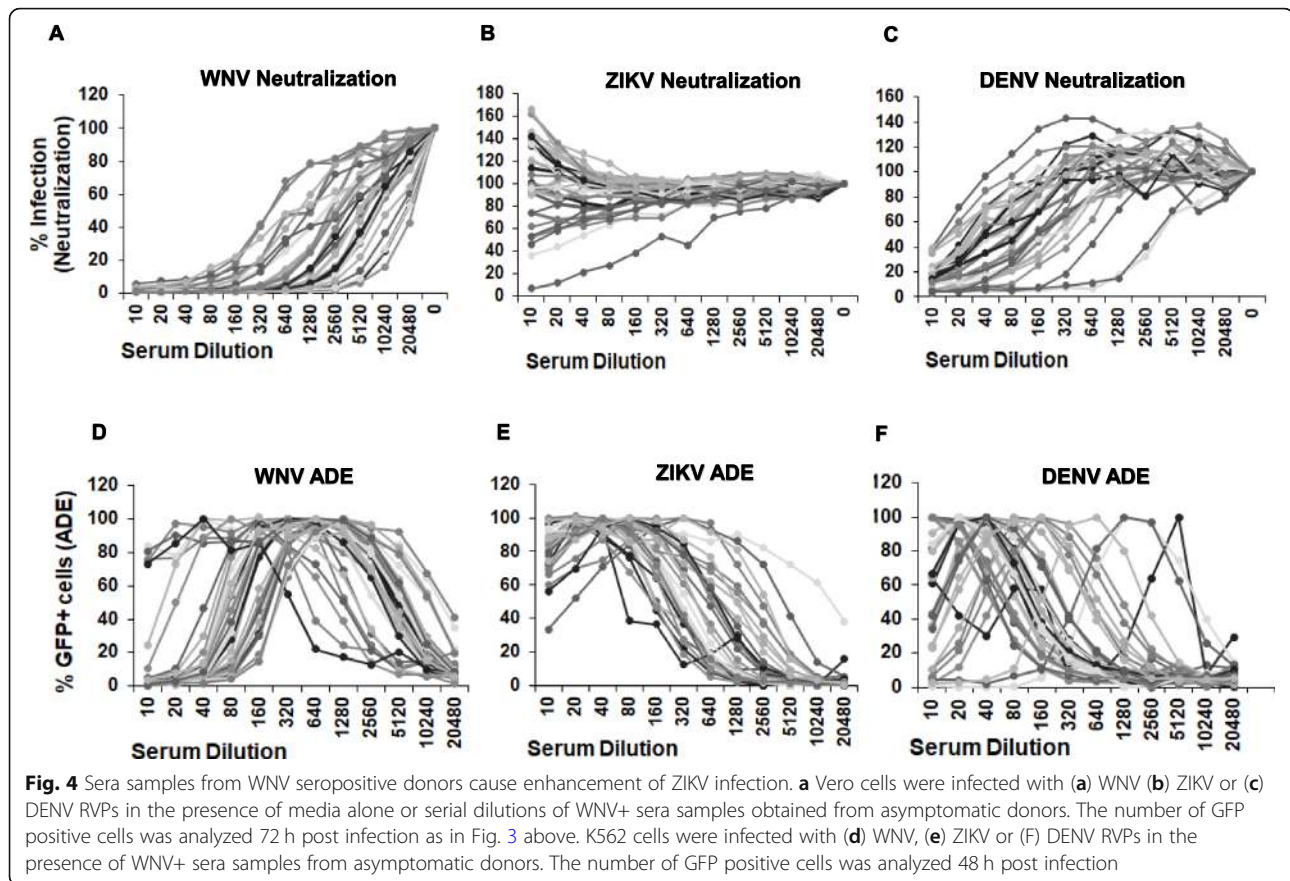 A
B
C
WNV Neutralization
ZIKV Neutralization
DENV Neutralization
% Infection
(Neutralization)
120
100
80
60
40
20
0
10 20 40 80 160 320 640 1280 2560 5120 10240 20480 0
Serum Dilution
180
160
140
120
100
80
60
40
20
0
10 20 40 80 160 320 640 1280 2560 5120 10240 20480 0
Serum Dilution
160
140
120
100
80
60
40
20
0
10 20 40 80 160 320 640 1280 2560 5120 10240 20480 0
Serum Dilution
D
E
F
WNV ADE
ZIKV ADE
DENV ADE
% GFP+ cells (ADE)
120
100
80
60
40
20
0
10 20 40 80 160 320 640 1280 2560 5120 10240 20480
Serum Dilution
120
100
80
60
40
20
0
10 20 40 80 160 320 640 1280 2560 5120 10240 20480
Serum Dilution
120
100
80
60
40
20
0
10 20 40 80 160 320 640 1280 2560 5120 10240 20480
Serum Dilution
Fig. 4 Sera samples from WNV seropositive donors cause enhancement of ZIKV infection. a Vero cells were infected with (a) WNV (b) ZIKV or (c)
DENV RVPs in the presence of media alone or serial dilutions of WNV+ sera samples obtained from asymptomatic donors. The number of GFP
positive cells was analyzed 72 h post infection as in Fig. 3 above. K562 cells were infected with (d) WNV, (e) ZIKV or (F) DENV RVPs in the
presence of WNV+ sera samples from asymptomatic donors. The number of GFP positive cells was analyzed 48 h post infection